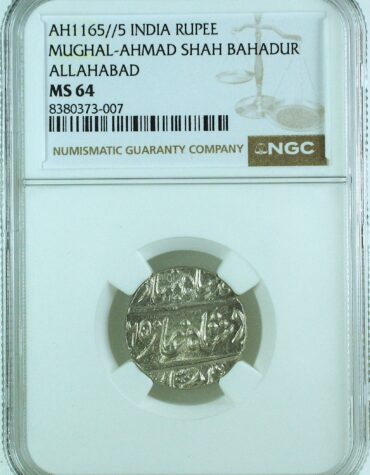 AH1165//5 INDIA RUPEE
MUGHAL-AHMAD SHAH BAHADUR
ALLAHABAD
MS 64
8380373-007
NUMISMATIC GUARANTY COMPANY NGC